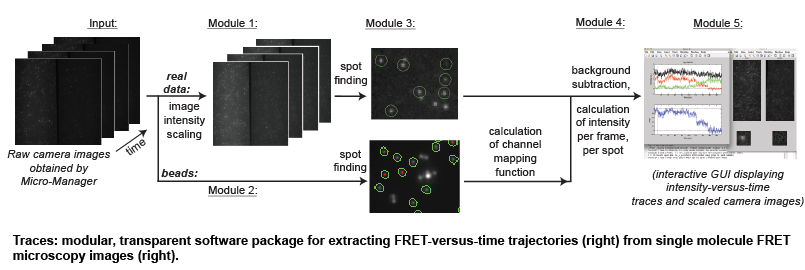 Input:
Module 1:
Module 3:
Module 4:
Module 5:
real
data:
image
intensity
scaling
spot
finding
background
subtraction,
calculation
of intensity
per frame,
per spot
time
Raw camera images
obtained by
Micro-Manager
beads:
Module 2:
spot
finding
calculation
of channel
mapping
function
(interactive GUI displaying
intensity-versus-time
traces and scaled camera images)
Traces: modular, transparent software package for extracting FRET-versus-time trajectories (right) from single molecule FRET
microscopy images (right).